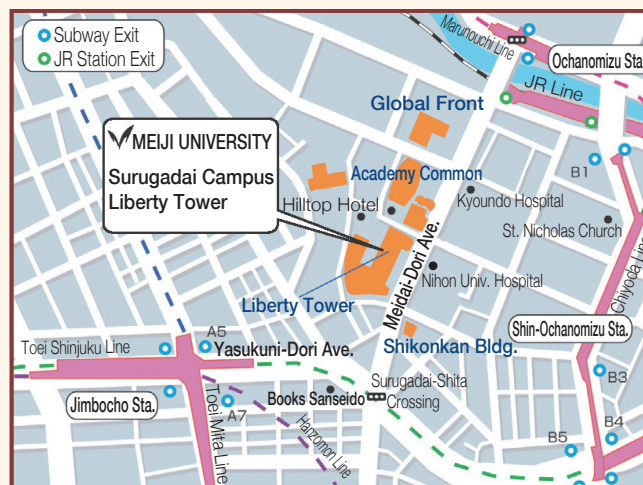 Subway Exit
JR Station Exit
Marunouchi Line
Ochanomizu Sta.
JR Line
Global Front
MEIJI UNIVERSITY
Surugadai Campus
Liberty Tower
Academy Common
B1
Hilltop Hotel
Kyoundo Hospital
St. Nicholas Church
Meidai-Dori Ave.
Chiyoda Line
Nihon Univ. Hospital
Liberty Tower
Shin-Ochanomizu Sta.
Toei Shinjuku Line
A5
Yasukuni-Dori Ave.
Shikonkan Bldg.
B3
Jimbocho Sta.
Toei Mita Line
A7
Hanzomon Line
Books Sanseido
Surugadai-Shita
Crossing
B4
B5